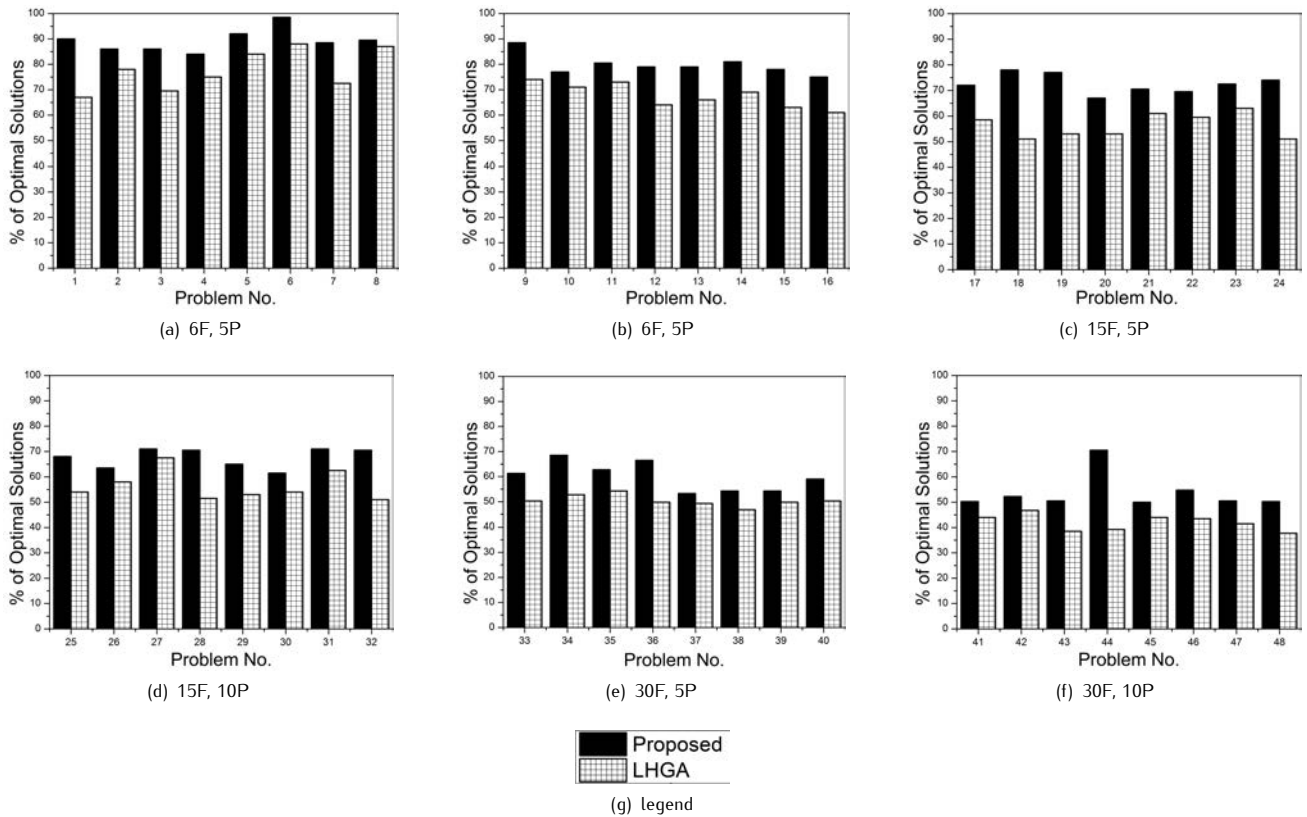 100
90
80
70
60
50
40
30
20
10
0
% of Optimal Solutions
1 2 3 4 5 6 7 8
Problem No.
(a) 6F, 5P
100
90
80
70
60
50
40
30
20
10
0
% of Optimal Solutions
9 10 11 12 13 14 15 16
Problem No.
(b) 6F, 5P
100
90
80
70
60
50
40
30
20
10
0
% of Optimal Solutions
17 18 19 20 21 22 23 24
Problem No.
(c) 15F, 5P
100
90
80
70
60
50
40
30
20
10
0
% of Optimal Solutions
25 26 27 28 29 30 31 32
Problem No.
(d) 15F, 10P
100
90
80
70
60
50
40
30
20
10
0
% of Optimal Solutions
33 34 35 36 37 38 39 40
Problem No.
(e) 30F, 5P
100
90
80
70
60
50
40
30
20
10
0
% of Optimal Solutions
41 42 43 44 45 46 47 48
Problem No.
(f) 30F, 10P
Proposed
LHGA
(g) legend